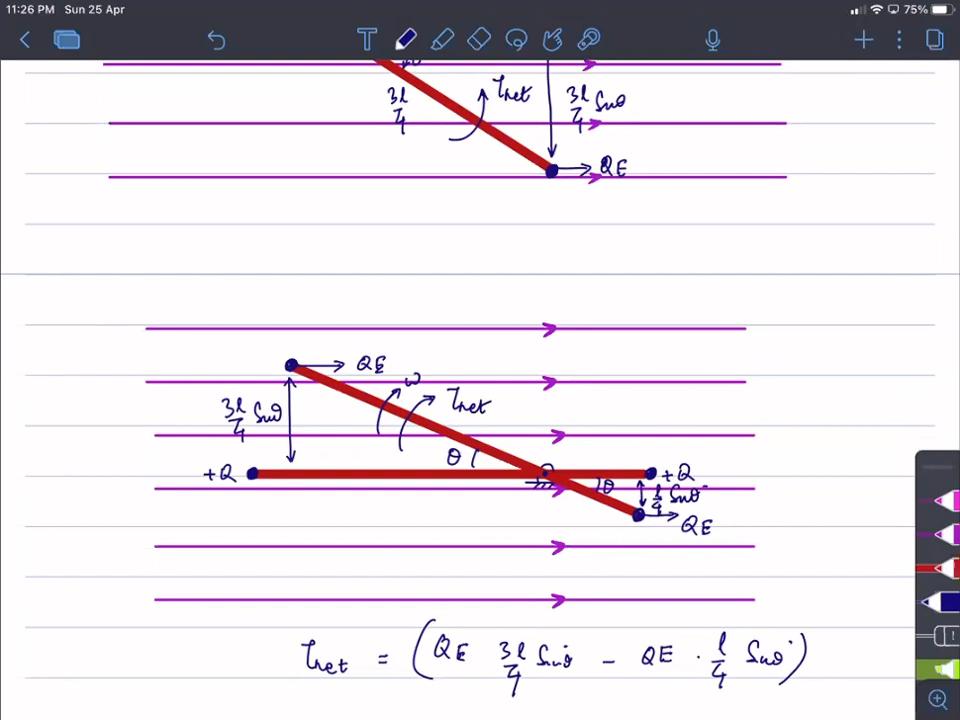 11:26 PM Sun 25 Apr
75%
T
3l/4
τnet
3l/4 Sinθ
QE
QE
ω
τnet
3l/4 Sinθ
θ
+Q
+Q
θ
l/4 Sinθ
QE
τnet = (QE 3l/4 Sinθ − QE · l/4 Sinθ)